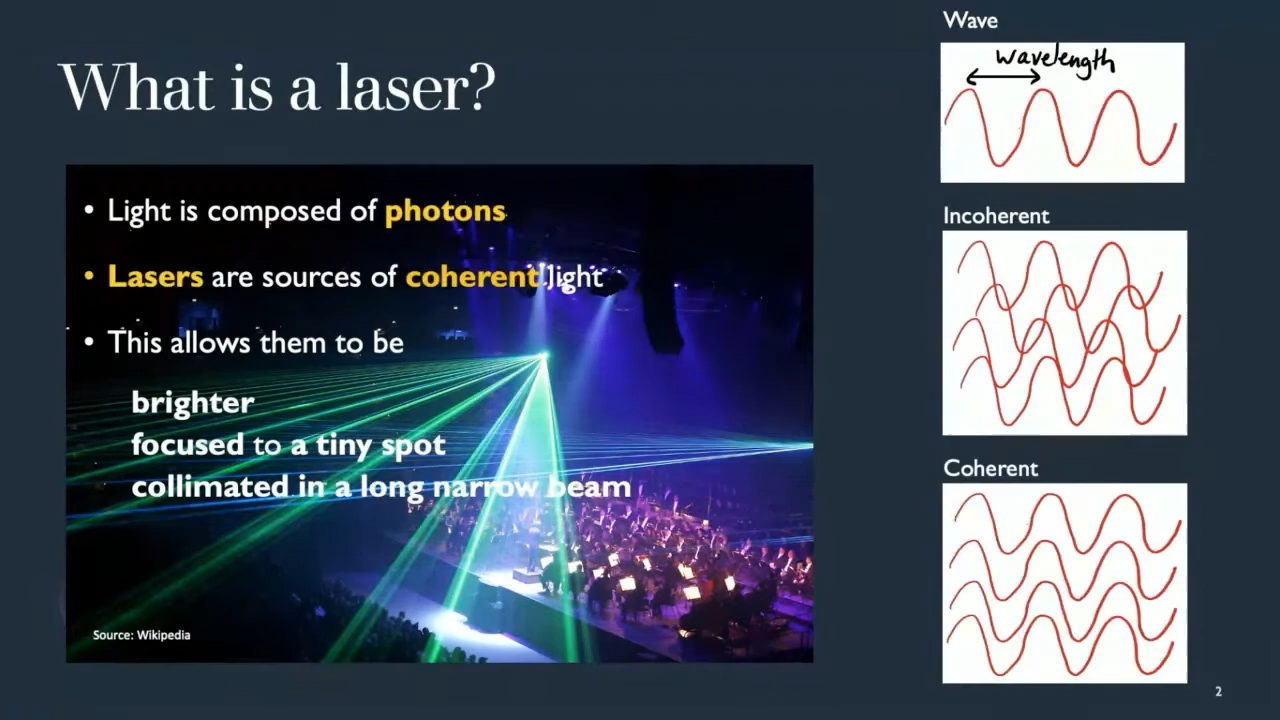 What is a laser?
• Light is composed of photons
• Lasers are sources of coherent light
• This allows them to be
brighter
focused to a tiny spot
collimated in a long narrow beam
Source: Wikipedia
Wave
wavelength
Incoherent
Coherent
2